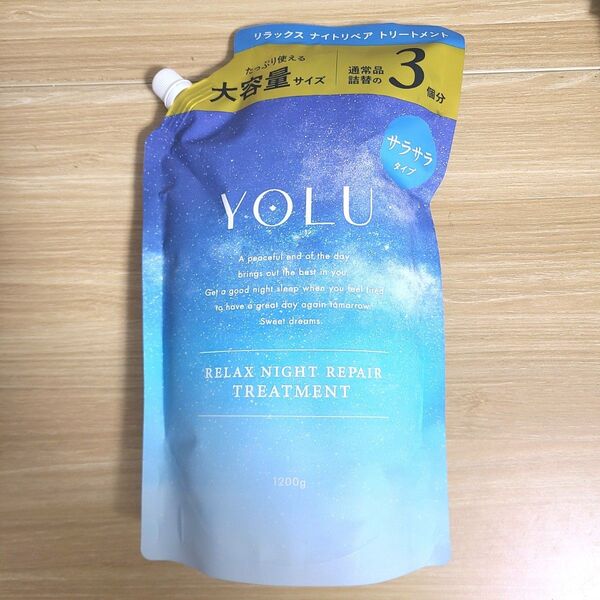 リラックス ナイトリペア トリートメント
たっぷり使える
大容量サイズ
通常品
詰替の
3個分
サラサラ
タイプ
YOLU
A peaceful end of the day
brings out the best in you.
Get a good night sleep when you feel tired
to have a great day again tomorrow.
Sweet dreams.
RELAX NIGHT REPAIR
TREATMENT
1200g